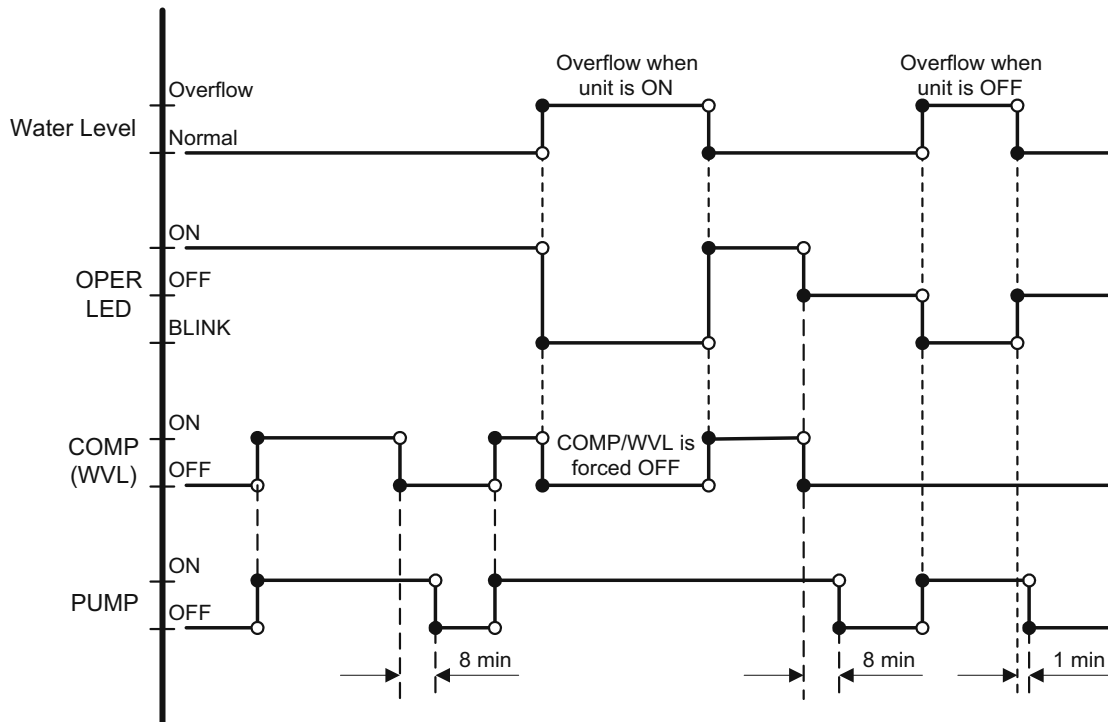 Overflow when
unit is ON
Overflow when
unit is OFF
Water Level
Overflow
Normal
OPER
LED
ON
OFF
BLINK
COMP
(WVL)
ON
OFF
COMP/WVL is
forced OFF
PUMP
ON
OFF
8 min
8 min
1 min